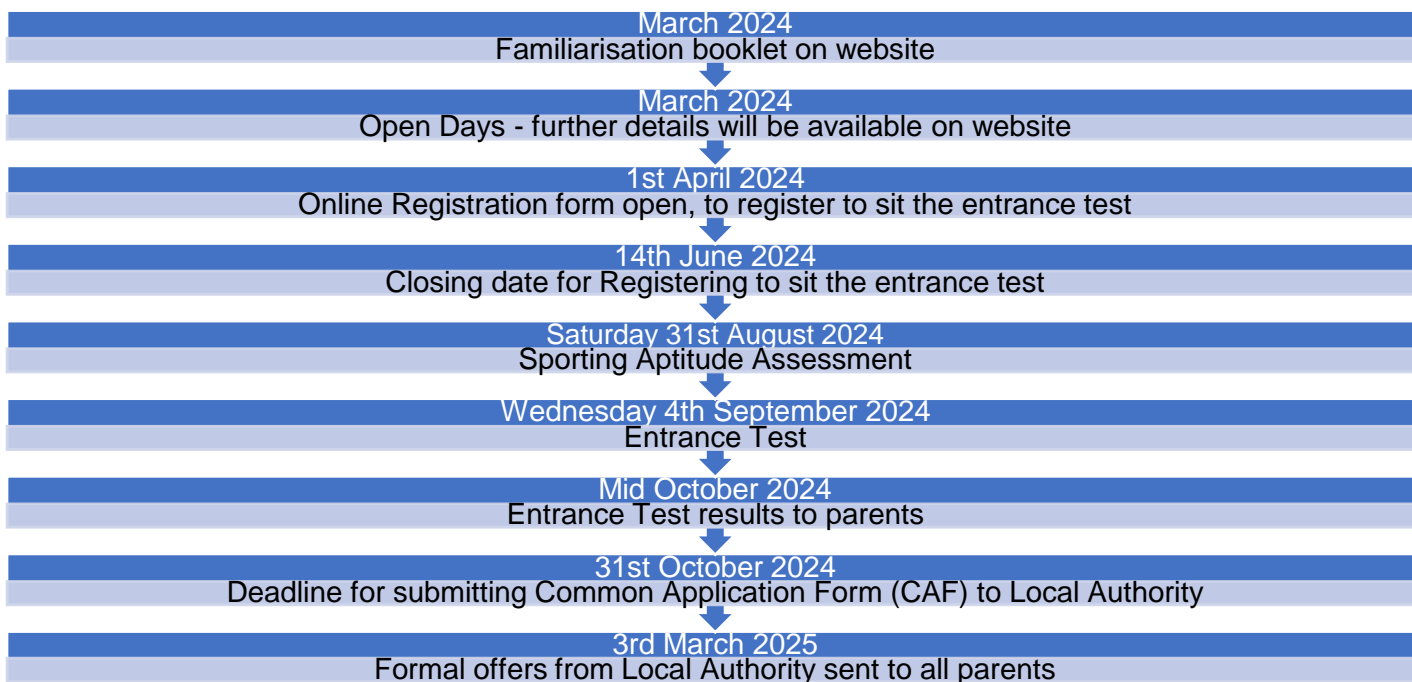 March 2024
Familiarisation booklet on website
March 2024
Open Days - further details will be available on website
1st April 2024
Online Registration form open, to register to sit the entrance test
14th June 2024
Closing date for Registering to sit the entrance test
Saturday 31st August 2024
Sporting Aptitude Assessment
Wednesday 4th September 2024
Entrance Test
Mid October 2024
Entrance Test results to parents
31st October 2024
Deadline for submitting Common Application Form (CAF) to Local Authority
3rd March 2025
Formal offers from Local Authority sent to all parents